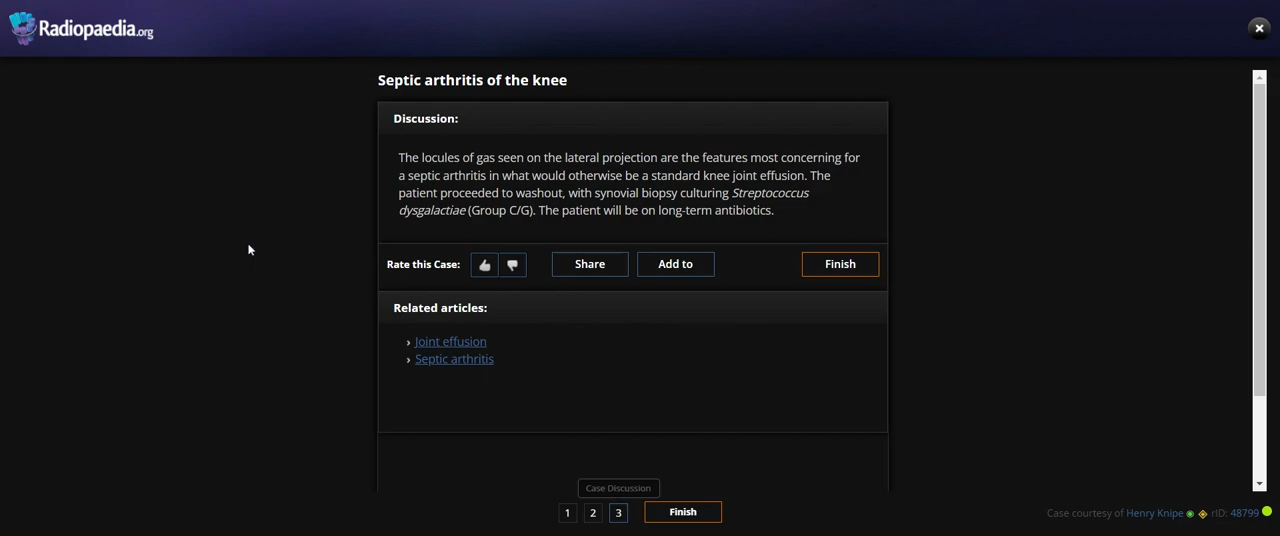 Radiopaedia.org
Septic arthritis of the knee
Discussion:
The locules of gas seen on the lateral projection are the features most concerning for
a septic arthritis in what would otherwise be a standard knee joint effusion. The
patient proceeded to washout, with synovial biopsy culturing Streptococcus
dysgalactiae (Group C/G). The patient will be on long-term antibiotics.
Rate this Case: Share Add to Finish
Related articles:
› Joint effusion
› Septic arthritis
Case Discussion
1 2 3 Finish
Case courtesy of Henry Knipe rID: 48799